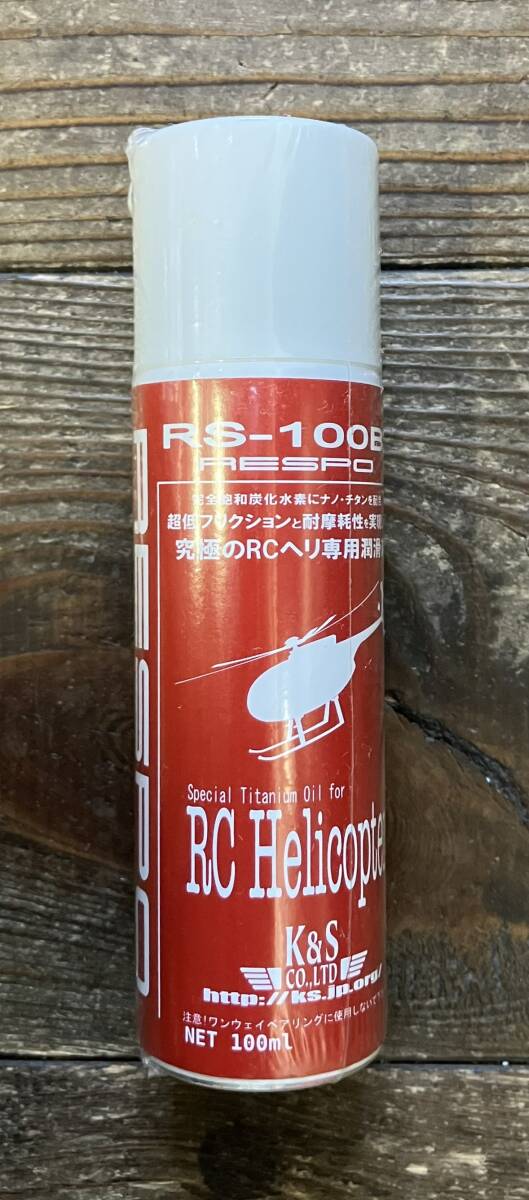 RS-100B
RESPO
完全飽和炭化水素にナノ・チタンを配合
超低フリクションと耐摩耗性を実現
究極のRCヘリ専用潤滑
RESPO
Special Titanium Oil for
RC Helicopter
K&S
CO.,LTD
http://ks.jp.org/
注意!ワンウェイベアリングに使用しないで下
NET 100ml